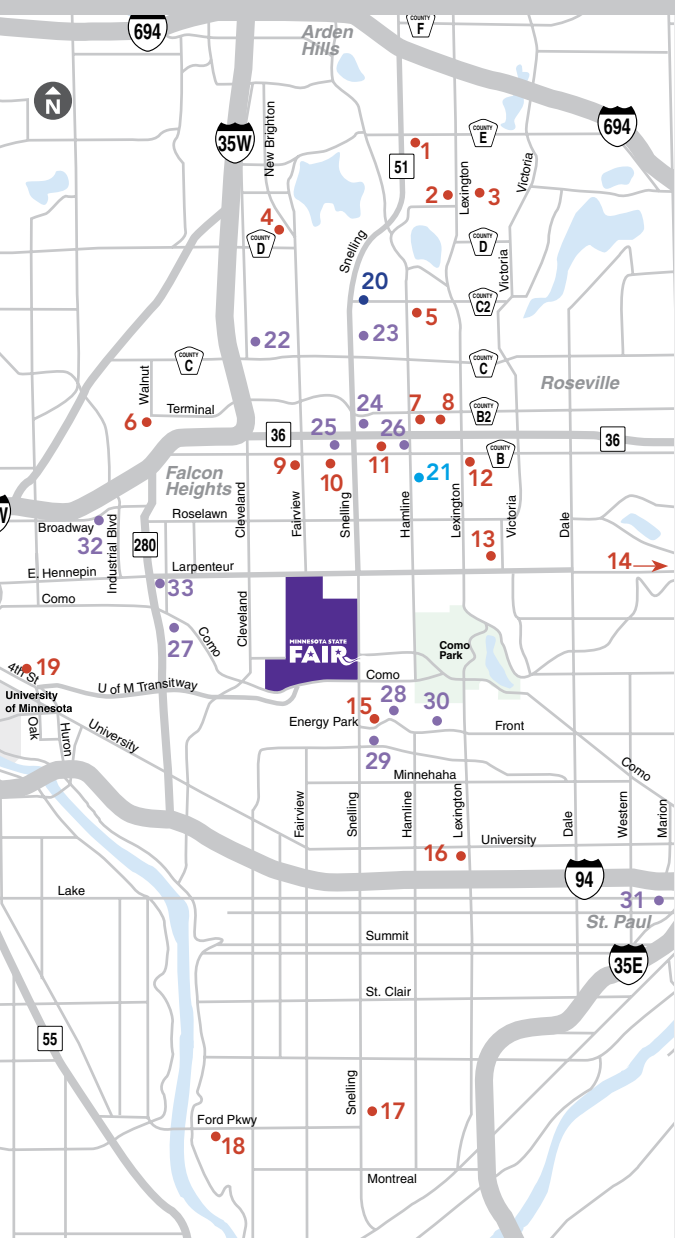 COUNTY
F
694
Arden
Hills
N
35W
New Brighton
51
COUNTY
E
694
1
2
Lexington
3
Victoria
4
COUNTY
D
Snelling
COUNTY
D
Victoria
20
COUNTY
C2
5
22
23
COUNTY
C
COUNTY
C
Walnut
Roseville
Terminal
6
24
7
8
COUNTY
B2
36
25
26
36
COUNTY
B
Falcon
Heights
9
10
11
21
12
W
Broadway
32
Industrial Blvd
Roselawn
Cleveland
Fairview
Snelling
Hamline
Lexington
Victoria
Dale
280
13
14
E. Hennepin
Larpenteur
Como
33
Cleveland
27
Como
MINNESOTA STATE
FAIR
Como
Park
4th St
19
University
of Minnesota
U of M Transitway
Como
Oak
Huron
University
15
28
30
Energy Park
Front
29
Minnehaha
Como
Fairview
Snelling
Hamline
Lexington
Dale
Western
Marion
University
16
94
Lake
31
St. Paul
Summit
35E
St. Clair
55
Snelling
17
Ford Pkwy
18
Montreal